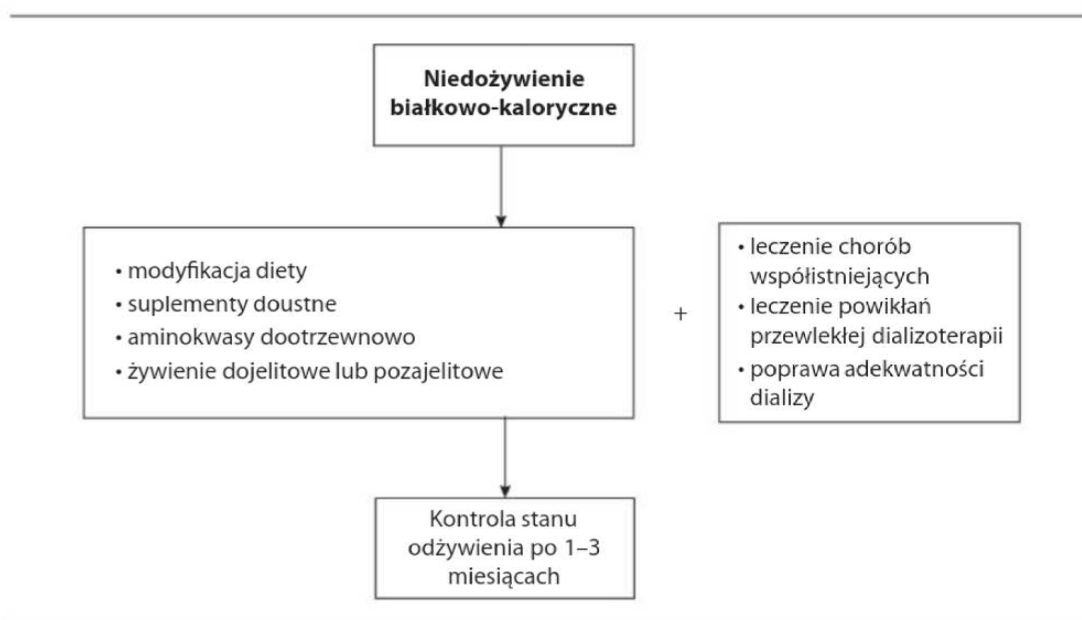 Niedożywienie
białkowo-kaloryczne
• modyfikacja diety
• suplementy doustne
• aminokwasy dootrzewnowo
• żywienie dojelitowe lub pozajelitowe
+
• leczenie chorób
współistniejących
• leczenie powikłań
przewlekłej dializoterapii
• poprawa adekwatności
dializy
Kontrola stanu
odżywienia po 1–3
miesiącach